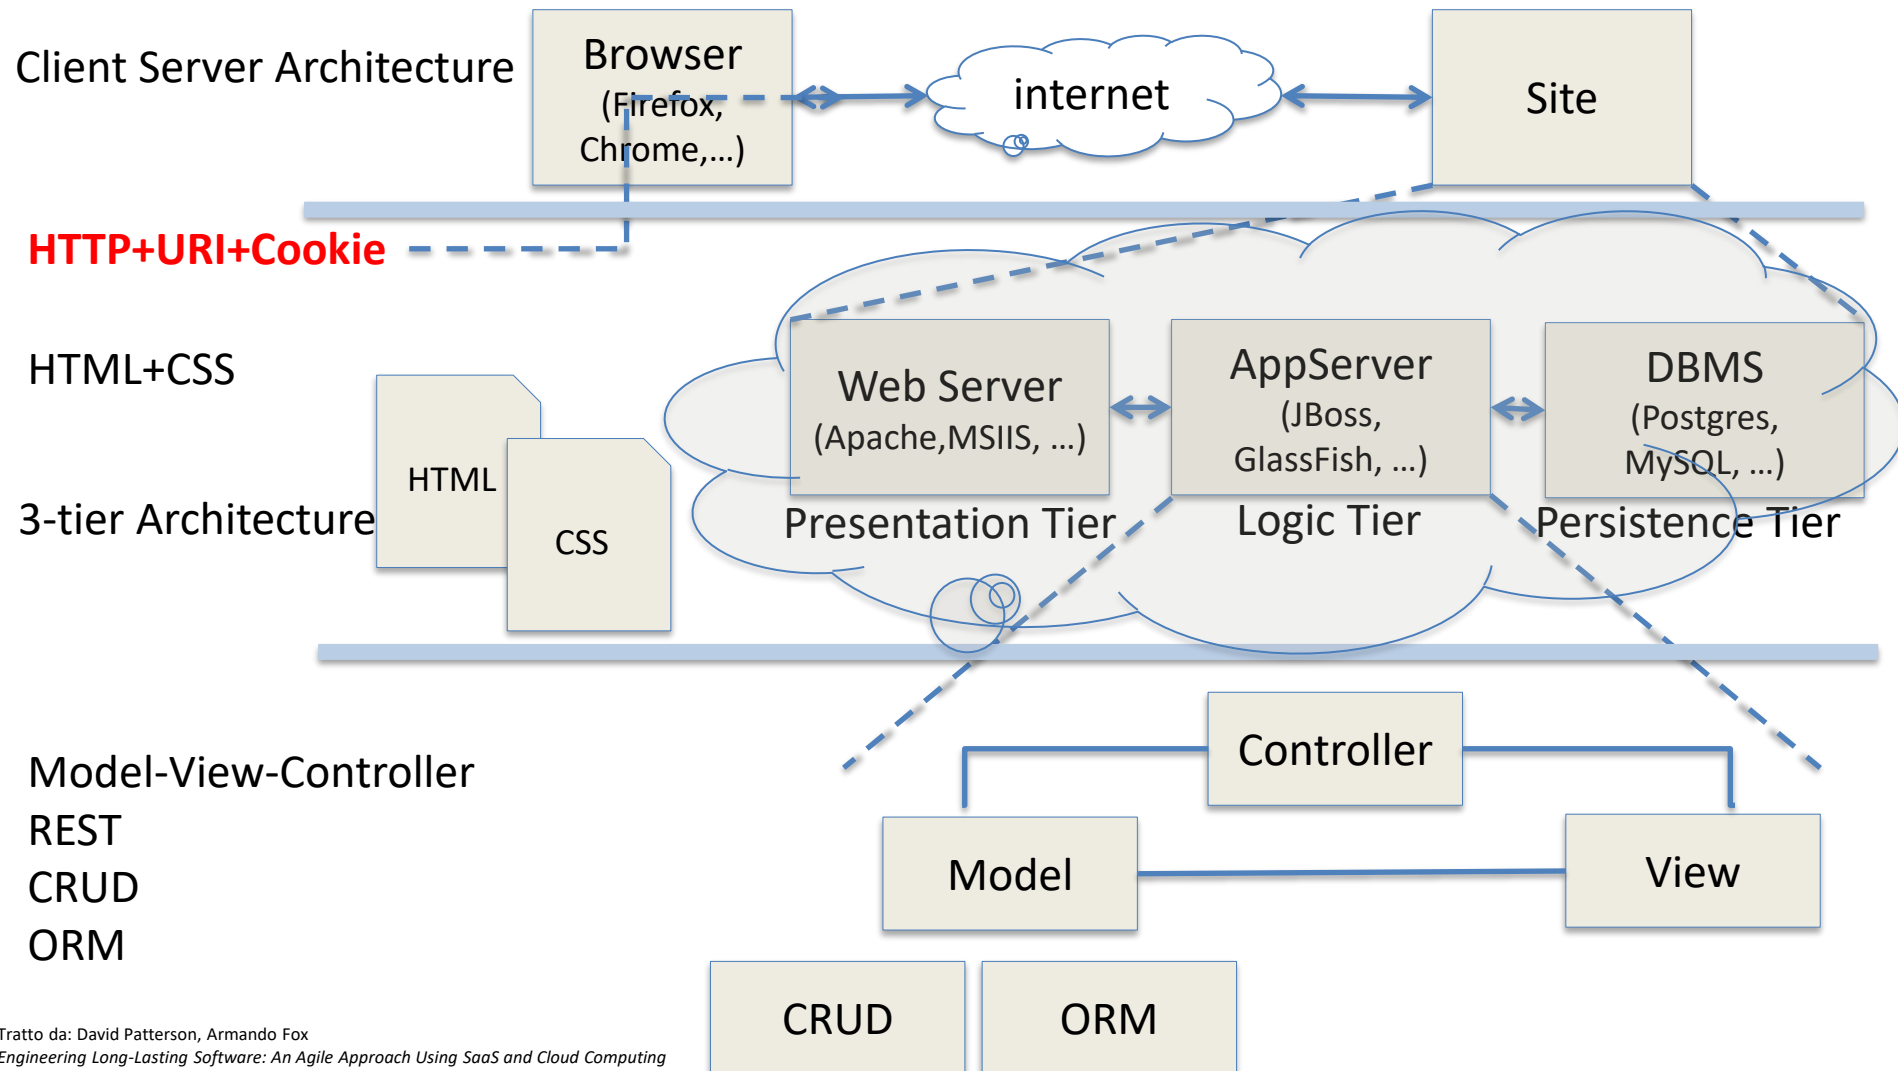 Client Server Architecture
Browser
(Firefox,
Chrome,...)
internet
Site
HTTP+URI+Cookie
HTML+CSS
HTML
CSS
3-tier Architecture
Web Server
(Apache,MSIIS, ...)
Presentation Tier
AppServer
(JBoss,
GlassFish, ...)
Logic Tier
DBMS
(Postgres,
MySQL, ...)
Persistence Tier
Model-View-Controller
REST
CRUD
ORM
Controller
Model
View
CRUD
ORM
Tratto da: David Patterson, Armando Fox
Engineering Long-Lasting Software: An Agile Approach Using SaaS and Cloud Computing